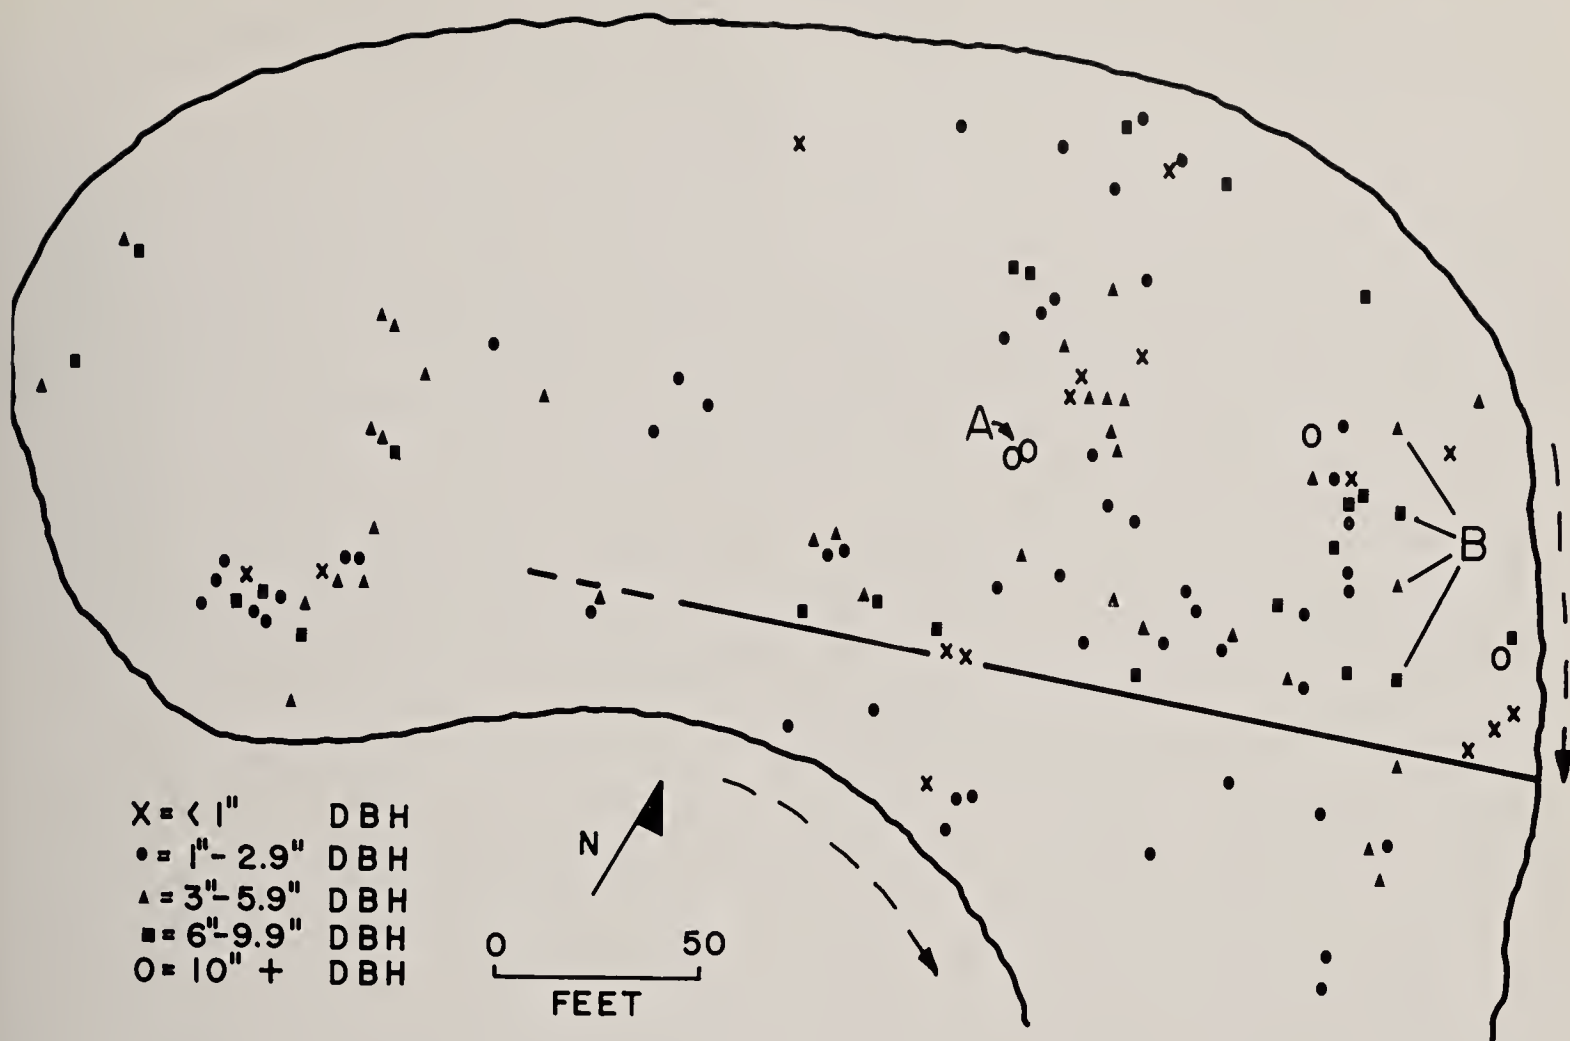 A
B
X = < 1" DBH
● = 1"- 2.9" DBH
▲ = 3"- 5.9" DBH
■ = 6"-9.9" DBH
O = 10" + DBH
N
0 50
FEET